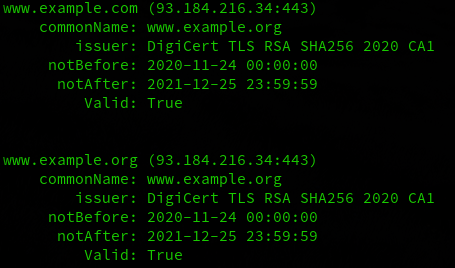 www.example.com (93.184.216.34:443)
commonName: www.example.org
issuer: DigiCert TLS RSA SHA256 2020 CA1
notBefore: 2020-11-24 00:00:00
notAfter: 2021-12-25 23:59:59
Valid: True
www.example.org (93.184.216.34:443)
commonName: www.example.org
issuer: DigiCert TLS RSA SHA256 2020 CA1
notBefore: 2020-11-24 00:00:00
notAfter: 2021-12-25 23:59:59
Valid: True